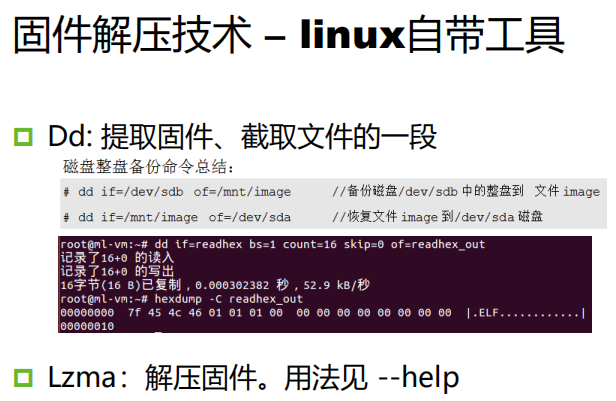 固件解压技术 – linux自带工具
Dd: 提取固件、截取文件的一段
磁盘整盘备份命令总结：
# dd if=/dev/sdb of=/mnt/image //备份磁盘/dev/sdb 中的整盘到 文件 image
# dd if=/mnt/image of=/dev/sda //恢复文件 image 到/dev/sda 磁盘
root@ml-vm:~# dd if=readhex bs=1 count=16 skip=0 of=readhex_out
记录了16+0 的读入
记录了16+0 的写出
16字节(16 B)已复制，0.000302382 秒，52.9 kB/秒
root@ml-vm:~# hexdump -C readhex_out
00000000  7f 45 4c 46 01 01 01 00  00 00 00 00 00 00 00 00  |.ELF............|
00000010
Lzma：解压固件。用法见 --help